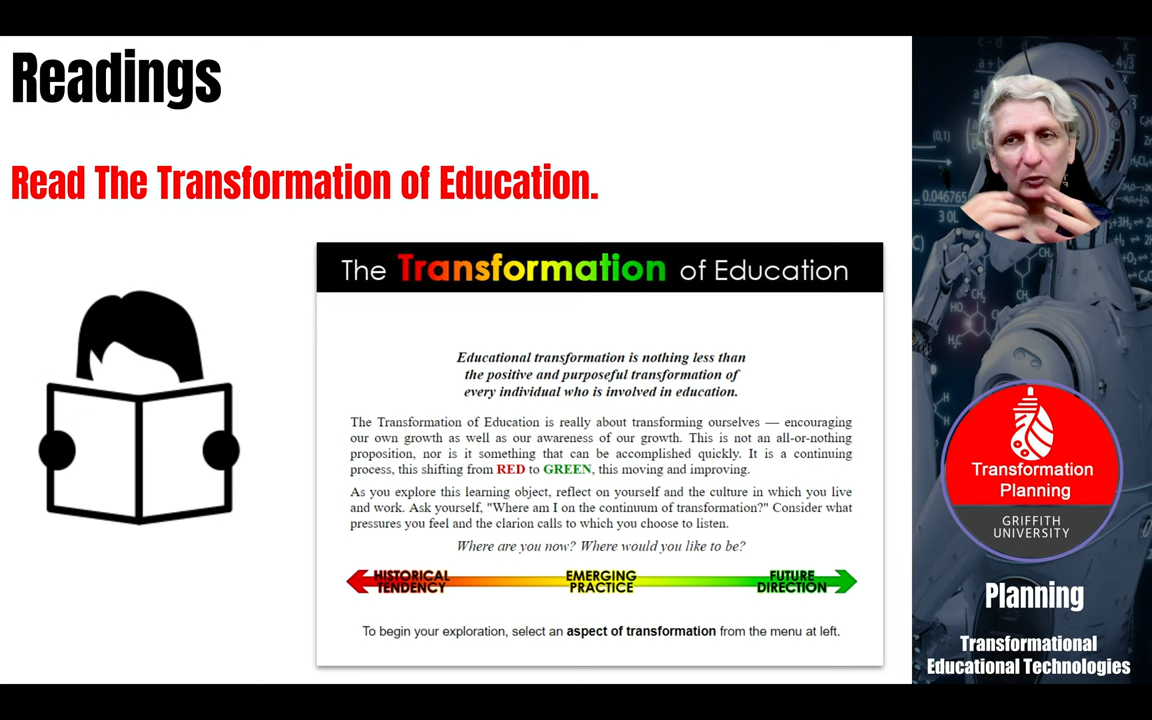 Readings
Read The Transformation of Education.
The Transformation of Education
Educational transformation is nothing less than
the positive and purposeful transformation of
every individual who is involved in education.
The Transformation of Education is really about transforming ourselves — encouraging
our own growth as well as our awareness of our growth. This is not an all-or-nothing
proposition, nor is it something that can be accomplished quickly. It is a continuing
process, this shifting from RED to GREEN, this moving and improving.
As you explore this learning object, reflect on yourself and the culture in which you live
and work. Ask yourself, "Where am I on the continuum of transformation?" Consider what
pressures you feel and the clarion calls to which you choose to listen.
Where are you now? Where would you like to be?
HISTORICAL
TENDENCY
EMERGING
PRACTICE
FUTURE
DIRECTION
To begin your exploration, select an aspect of transformation from the menu at left.
0.046765
Transformation
Planning
GRIFFITH
UNIVERSITY
Planning
Transformational
Educational Technologies